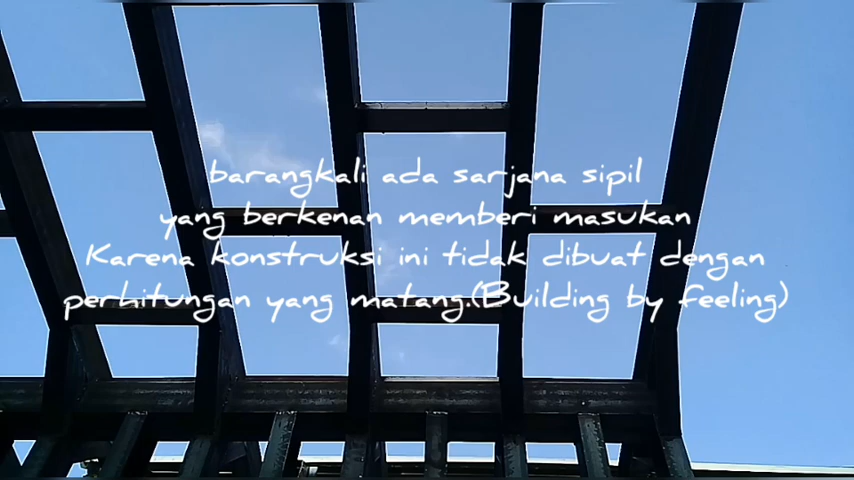 barangkali ada sarjana sipil
yang berkenan memberi masukan
Karena konstruksi ini tidak dibuat dengan
perhitungan yang matang.(Building by feeling)